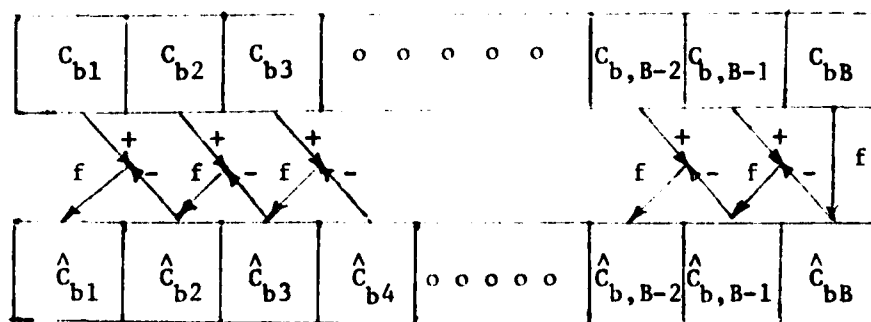 C_b1 C_b2 C_b3 o o o o o C_b,B-2 C_b,B-1 C_bB
+ + + + +
f - f - f - f - f - f
Ĉ_b1 Ĉ_b2 Ĉ_b3 Ĉ_b4 o o o o o Ĉ_b,B-2 Ĉ_b,B-1 Ĉ_bB